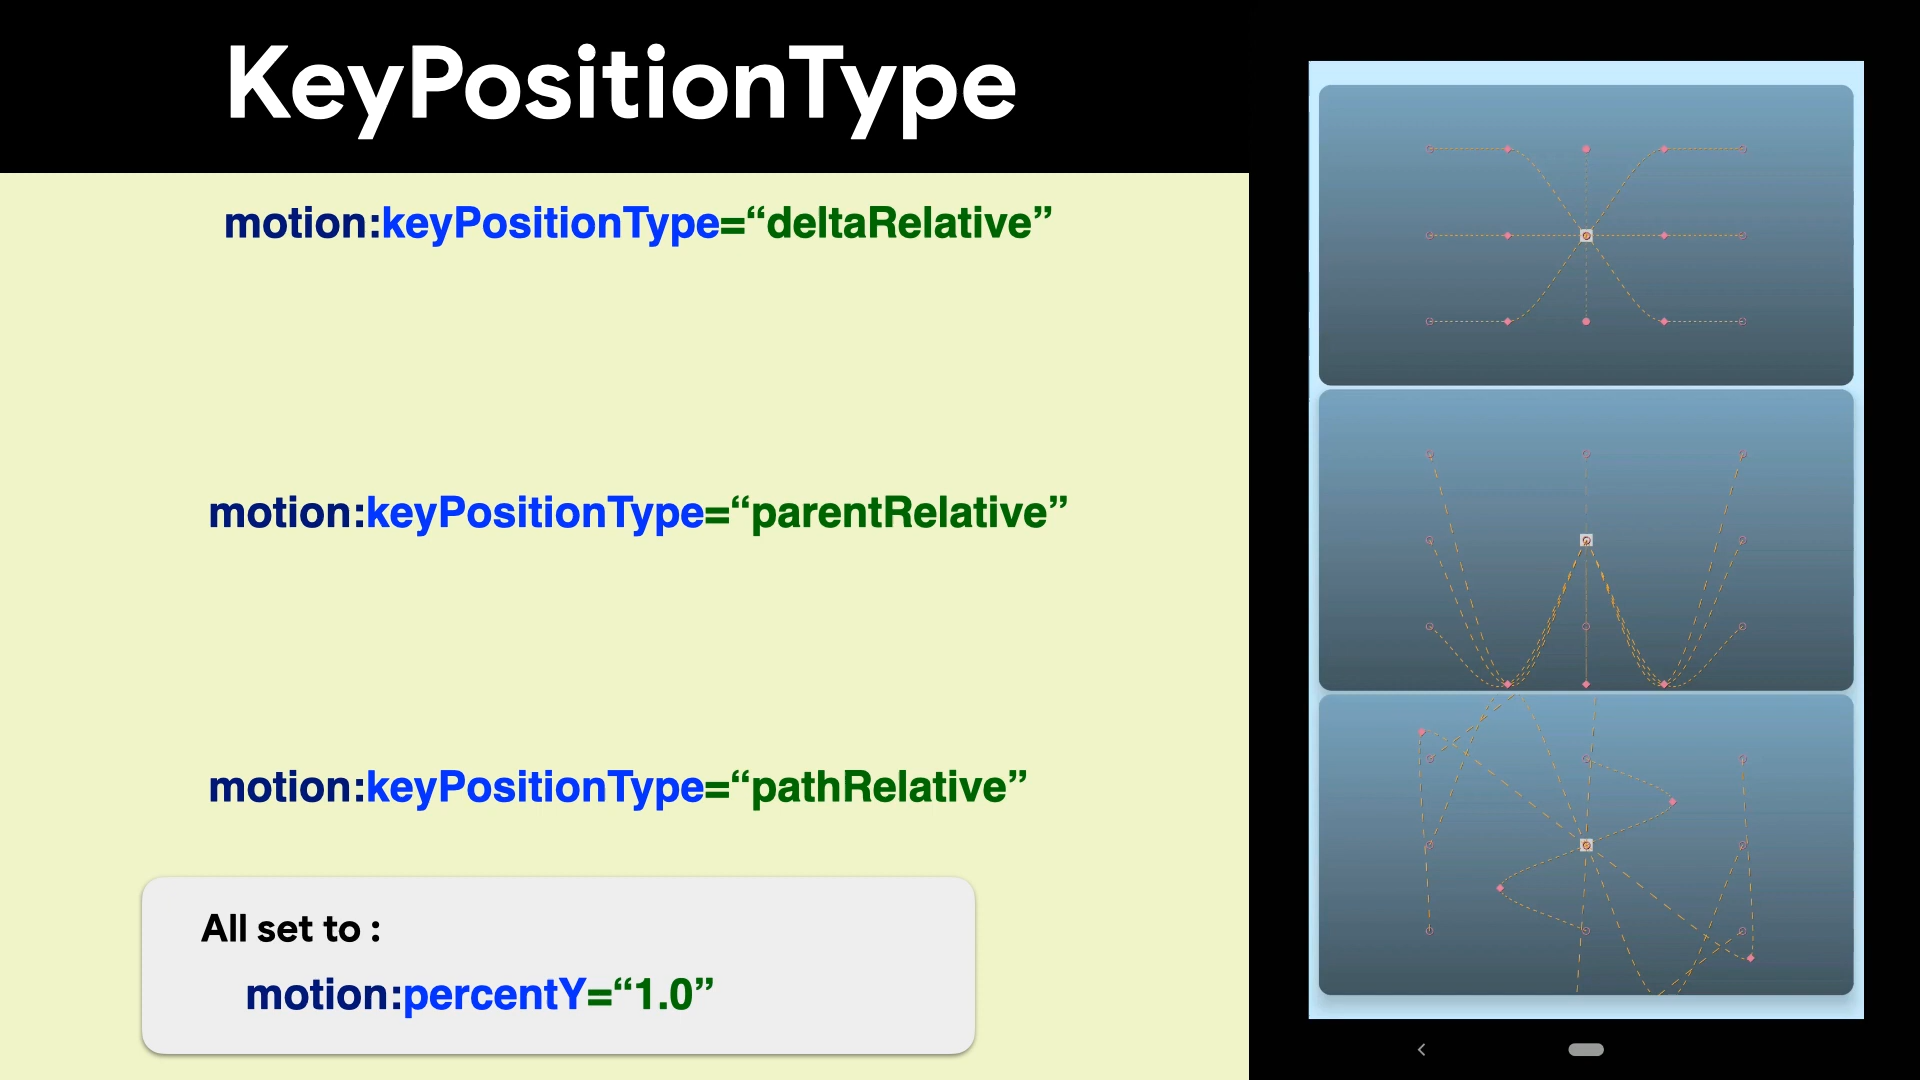 KeyPositionType
motion:keyPositionType=“deltaRelative”
motion:keyPositionType=“parentRelative”
motion:keyPositionType=“pathRelative”
All set to :
motion:percentY=“1.0”